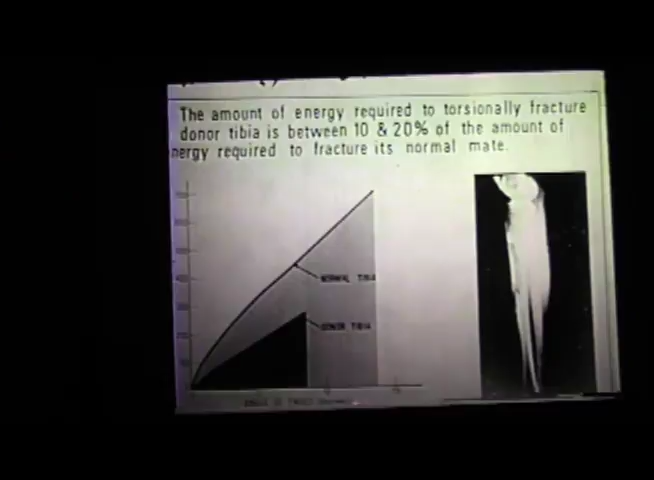 The amount of energy required to torsionally fracture
donor tibia is between 10 & 20% of the amount of
nergy required to fracture its normal mate.
NORMAL TIBIA
DONOR TIBIA